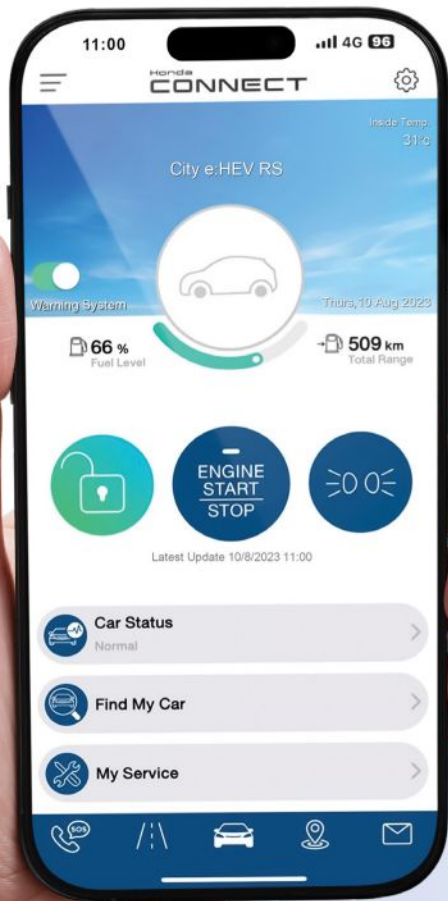 11:00
4G 96
Honda
CONNECT
Inside Temp.
31°c
City e:HEV RS
Warning System
Thurs,10 Aug 2023
66 %
Fuel Level
509 km
Total Range
ENGINE
START
STOP
Latest Update 10/8/2023 11:00
Car Status
Normal
Find My Car
My Service
SOS